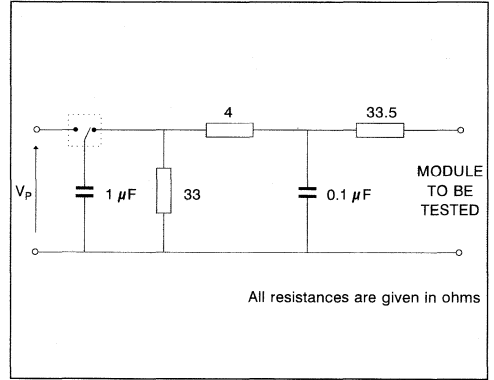 4
33.5
V_P
1 μF
33
0.1 μF
MODULE
TO BE
TESTED
All resistances are given in ohms